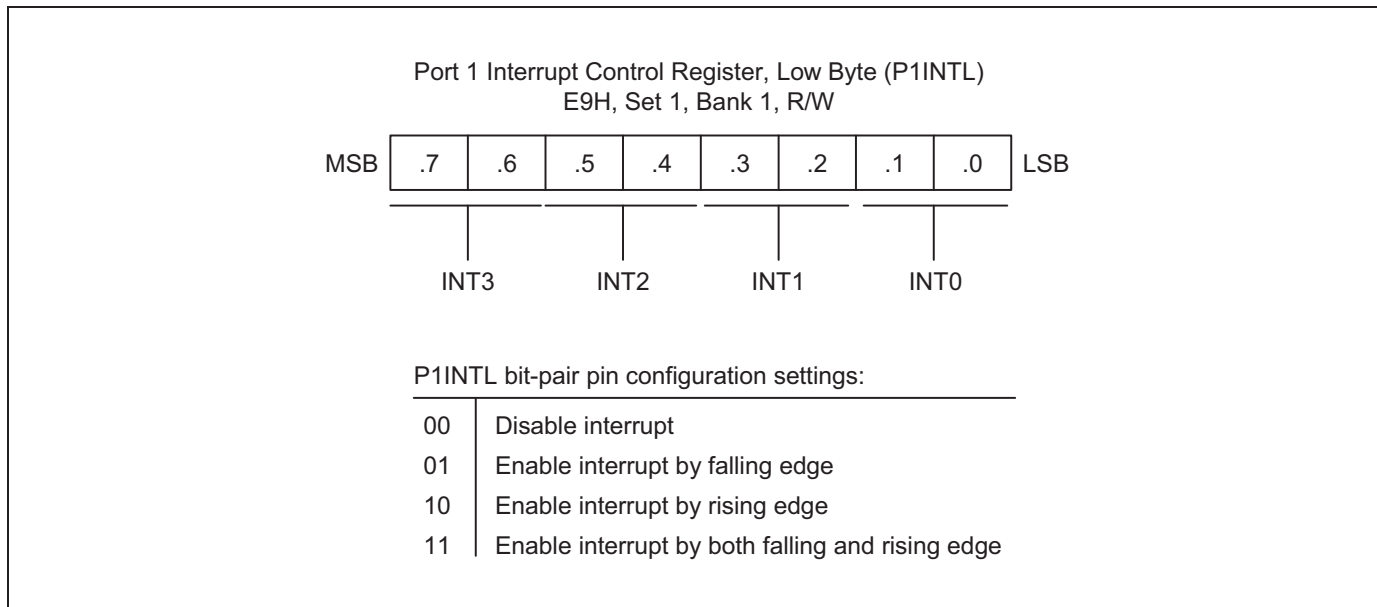 Port 1 Interrupt Control Register, Low Byte (P1INTL)
E9H, Set 1, Bank 1, R/W
MSB .7 .6 .5 .4 .3 .2 .1 .0 LSB
INT3 INT2 INT1 INT0
P1INTL bit-pair pin configuration settings:
00 Disable interrupt
01 Enable interrupt by falling edge
10 Enable interrupt by rising edge
11 Enable interrupt by both falling and rising edge